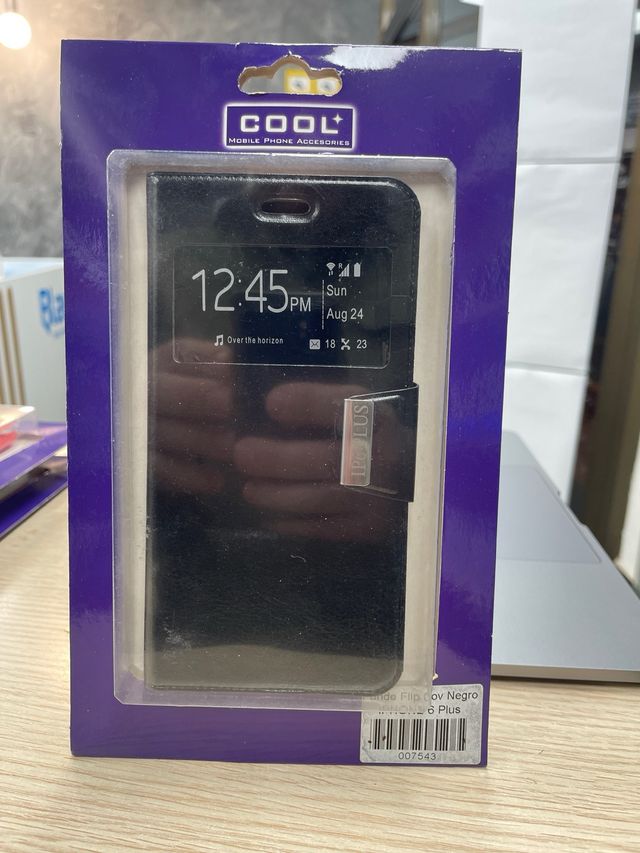 COOL
MOBILE PHONE ACCESORIES
12:45PM
R
Sun
Aug 24
Over the horizon
18 23
Flip Cov Negro
IPHONE 6 Plus
007543